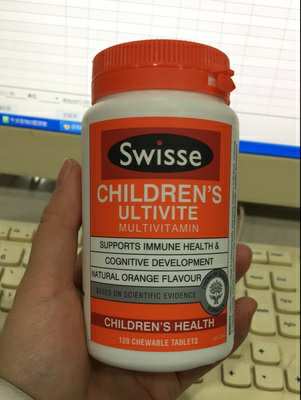 Swisse
CHILDREN'S
ULTIVITE
MULTIVITAMIN
SUPPORTS IMMUNE HEALTH &
COGNITIVE DEVELOPMENT
NATURAL ORANGE FLAVOUR
BASED ON SCIENTIFIC EVIDENCE
CHILDREN'S HEALTH
120 CHEWABLE TABLETS